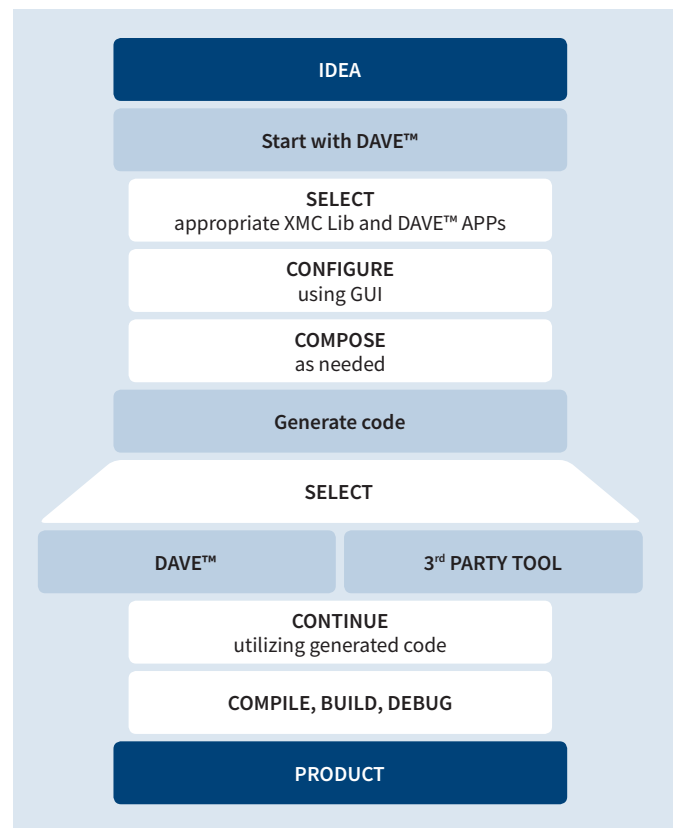 IDEA
Start with DAVE™
SELECT
appropriate XMC Lib and DAVE™ APPs
CONFIGURE
using GUI
COMPOSE
as needed
Generate code
SELECT
DAVE™
3rd PARTY TOOL
CONTINUE
utilizing generated code
COMPILE, BUILD, DEBUG
PRODUCT